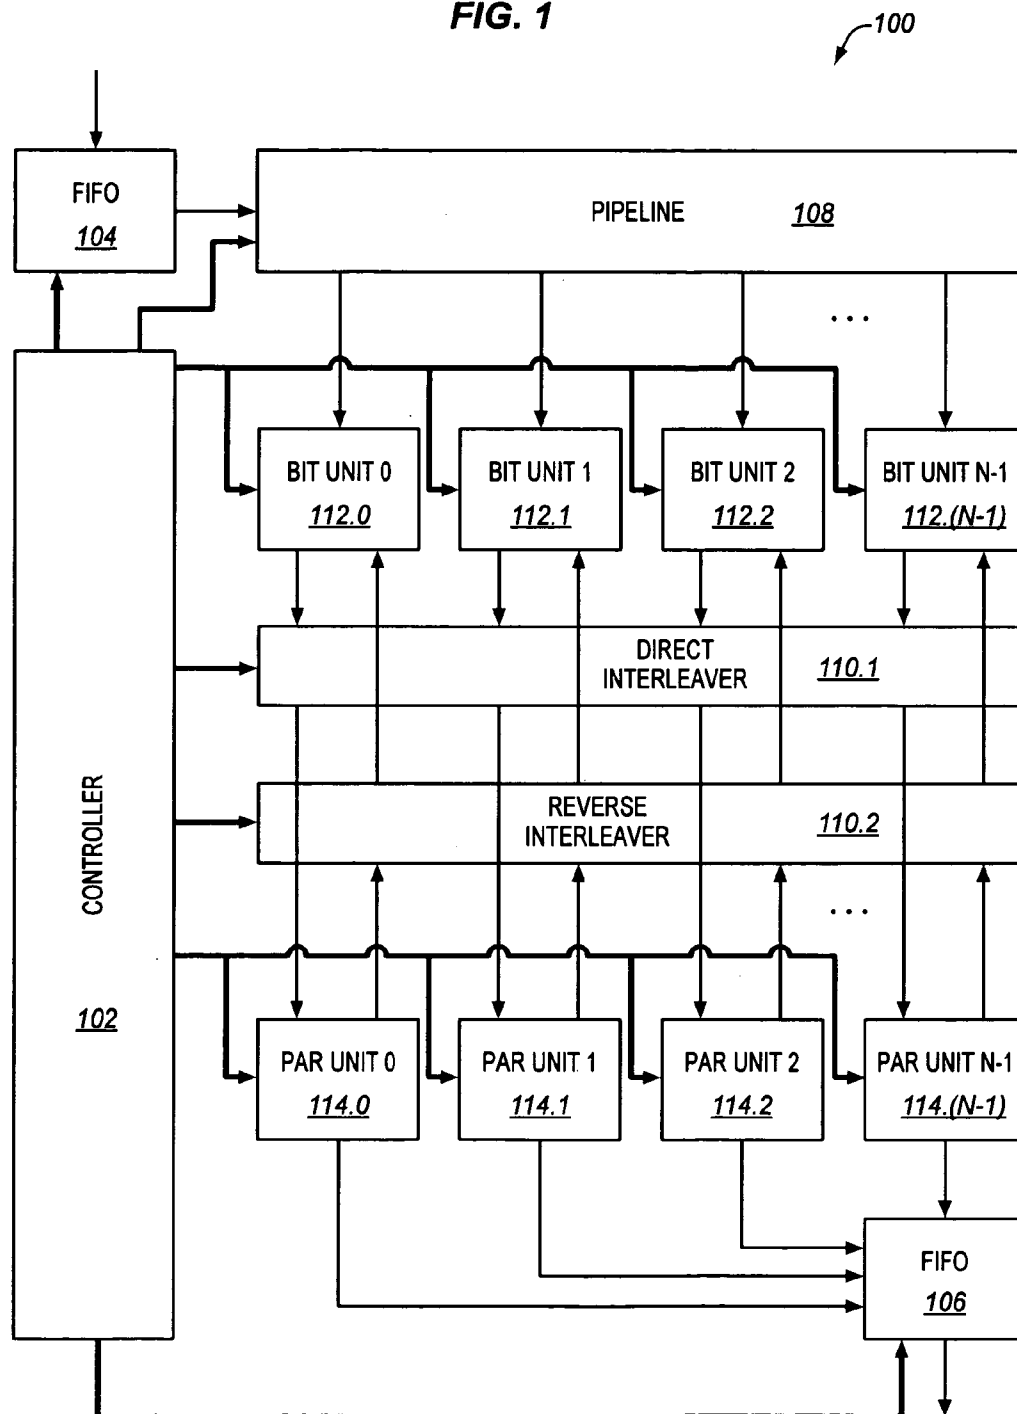 FIG. 1
100
FIFO
104
PIPELINE 108
...
BIT UNIT 0
112.0
BIT UNIT 1
112.1
BIT UNIT 2
112.2
BIT UNIT N-1
112.(N-1)
DIRECT
INTERLEAVER
110.1
REVERSE
INTERLEAVER
110.2
CONTROLLER
102
...
PAR UNIT 0
114.0
PAR UNIT 1
114.1
PAR UNIT 2
114.2
PAR UNIT N-1
114.(N-1)
FIFO
106